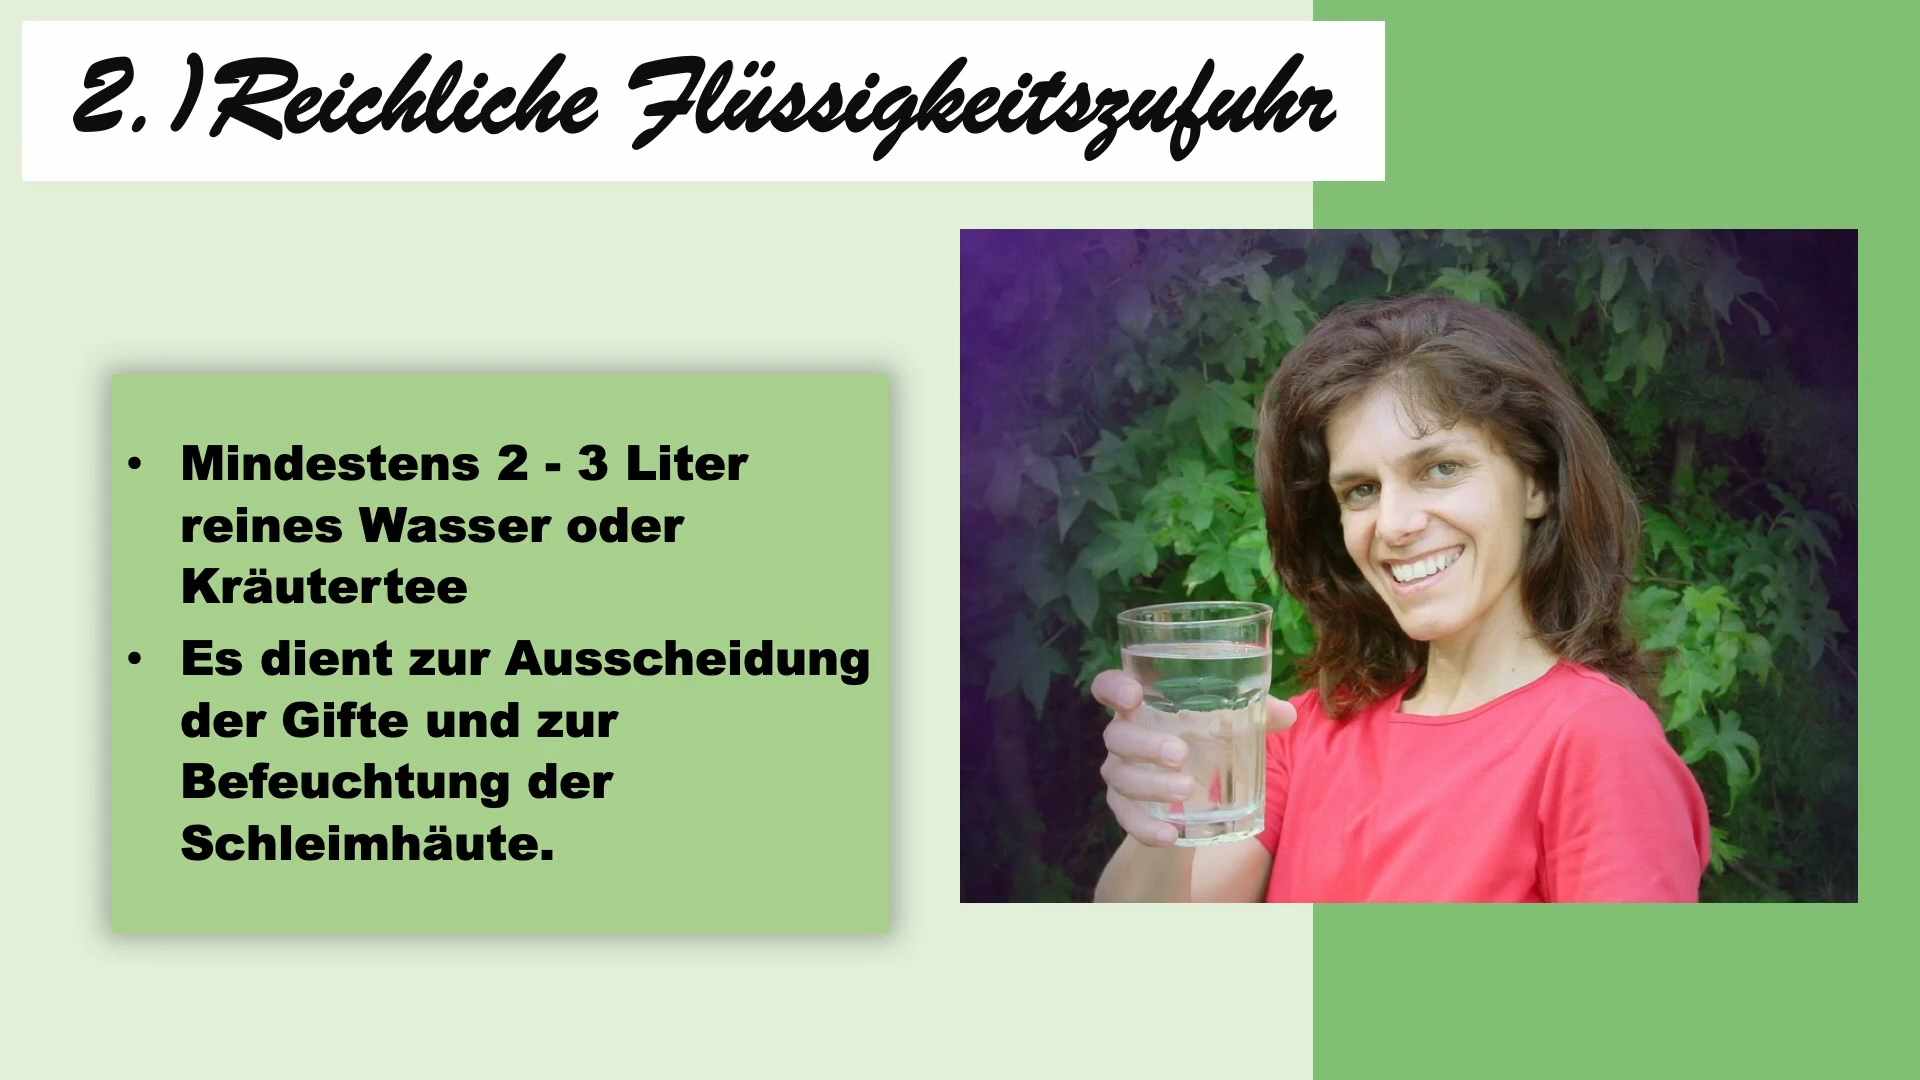 2.)Reichliche Flüssigkeitszufuhr
• Mindestens 2 - 3 Liter
reines Wasser oder
Kräutertee
• Es dient zur Ausscheidung
der Gifte und zur
Befeuchtung der
Schleimhäute.